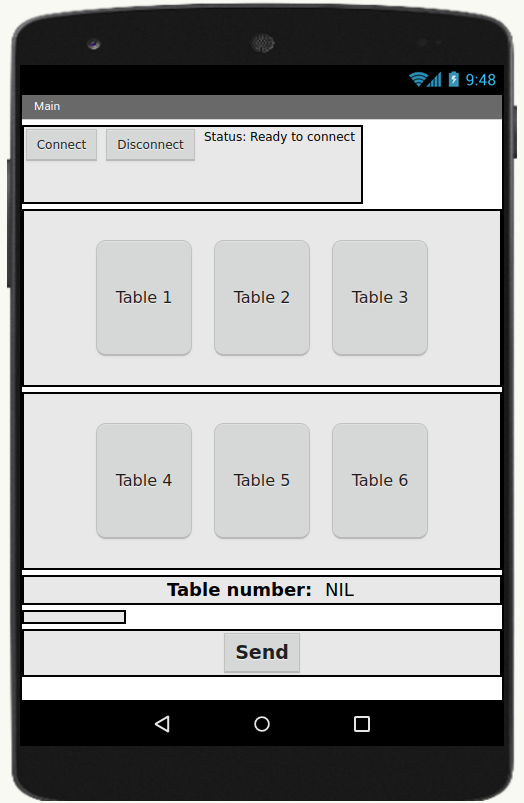 9:48
Main
Connect Disconnect Status: Ready to connect
Table 1 Table 2 Table 3
Table 4 Table 5 Table 6
Table number: NIL
Send